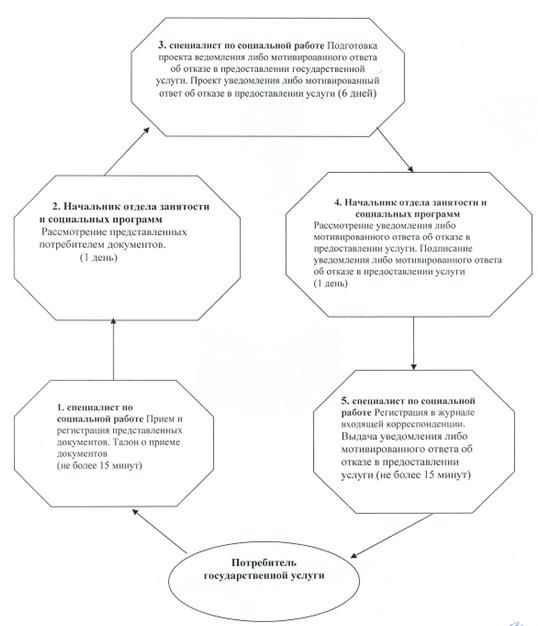 3. специалист по социальной работе Подготовка
проекта ведомления либо мотивироавнного ответа
об отказе в предоставлении государственной
услуги. Проект уведомления либо мотивированный
ответ об отказе в предоставлении услуги (6 дней)
2. Начальник отдела занятости
и социальных программ
Рассмотрение представленных
потребителем документов.
(1 день)
4. Начальник отдела занятости и
социальных программ
Рассмотрение уведомления либо
мотивированного ответа об отказе в
предоставлении услуги. Подписание
уведомления либо мотивированного ответа
об отказе в предоставлении услуги
(1 день)
1. специалист по
социальной работе Прием и
регистрация представленных
документов. Талон о приеме
документов
(не более 15 минут)
5. специалист по социальной
работе Регистрация в журнале
входящей корреспонденции.
Выдача уведомления либо
мотивированного ответа об
отказе в предоставлении
услуги (не более 15 минут)
Потребитель
государственной услуги